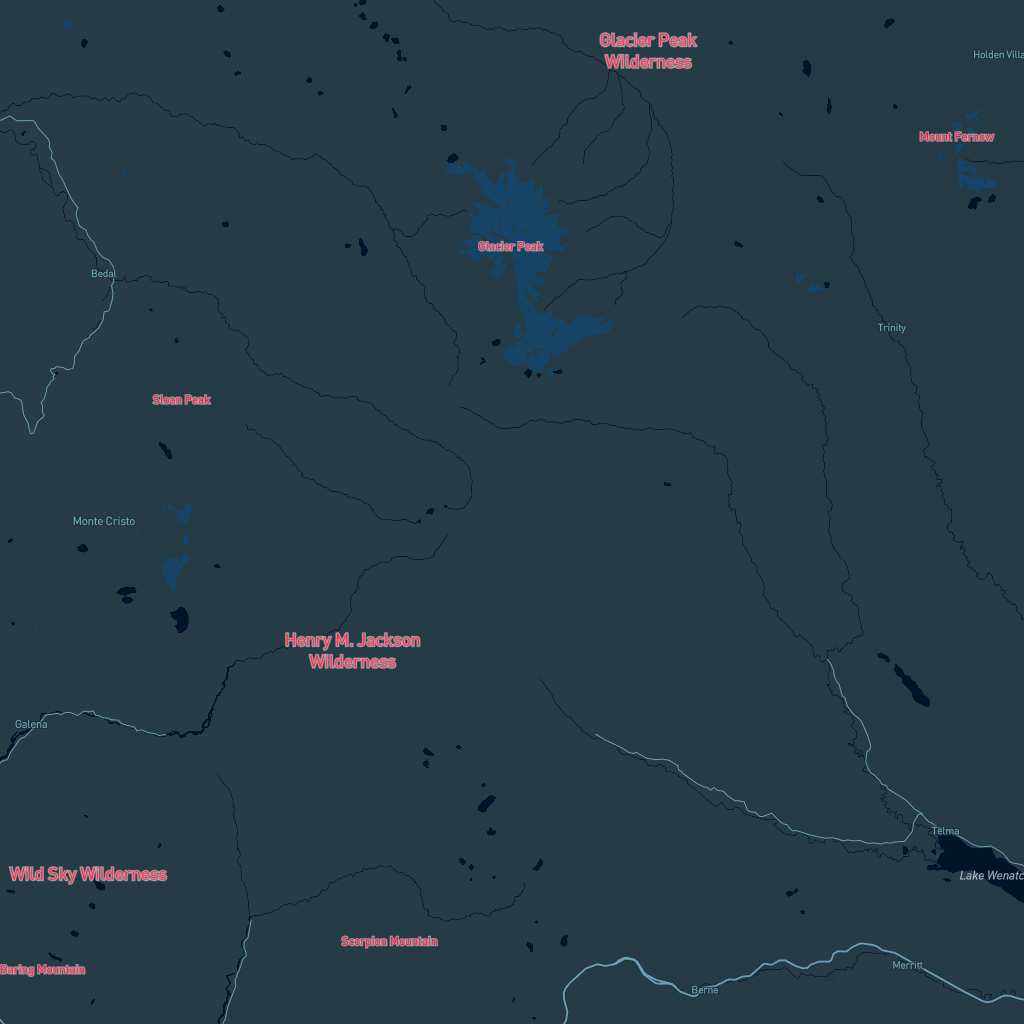 Glacier Peak
Wilderness
Holden Villa
Mount Fernow
Glacier Peak
Bedal
Trinity
Sloan Peak
Monte Cristo
Henry M. Jackson
Wilderness
Galena
Telma
Wild Sky Wilderness
Lake Wenatc
Scorpion Mountain
Baring Mountain
Merritt
Berne